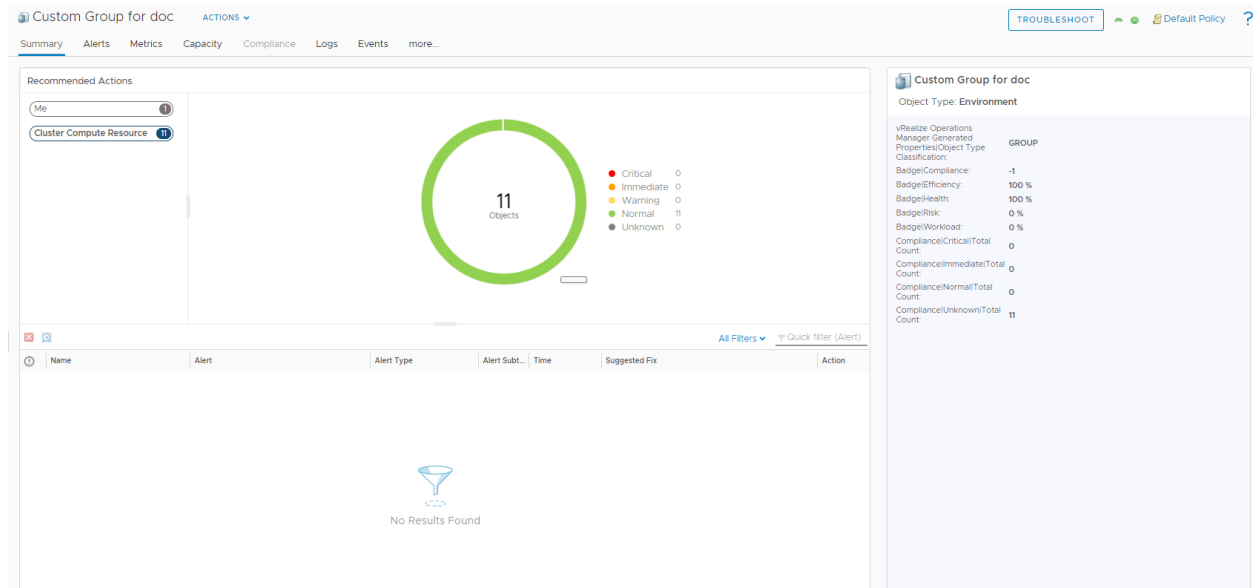 Custom Group for doc ACTIONS
TROUBLESHOOT Default Policy ?
Summary Alerts Metrics Capacity Compliance Logs Events more...
Recommended Actions
Me 1
Cluster Compute Resource 11
11
Objects
Critical 0
Immediate 0
Warning 0
Normal 11
Unknown 0
All Filters Quick filter (Alert)
Name Alert Alert Type Alert Subt... Time Suggested Fix Action
No Results Found
Custom Group for doc
Object Type: Environment
vRealize Operations
Manager Generated
Properties|Object Type
Classification:
GROUP
Badge|Compliance: -1
Badge|Efficiency: 100 %
Badge|Health: 100 %
Badge|Risk: 0 %
Badge|Workload: 0 %
Compliance|Critical|Total
Count:
0
Compliance|Immediate|Total
Count:
0
Compliance|Normal|Total
Count:
0
Compliance|Unknown|Total
Count:
11